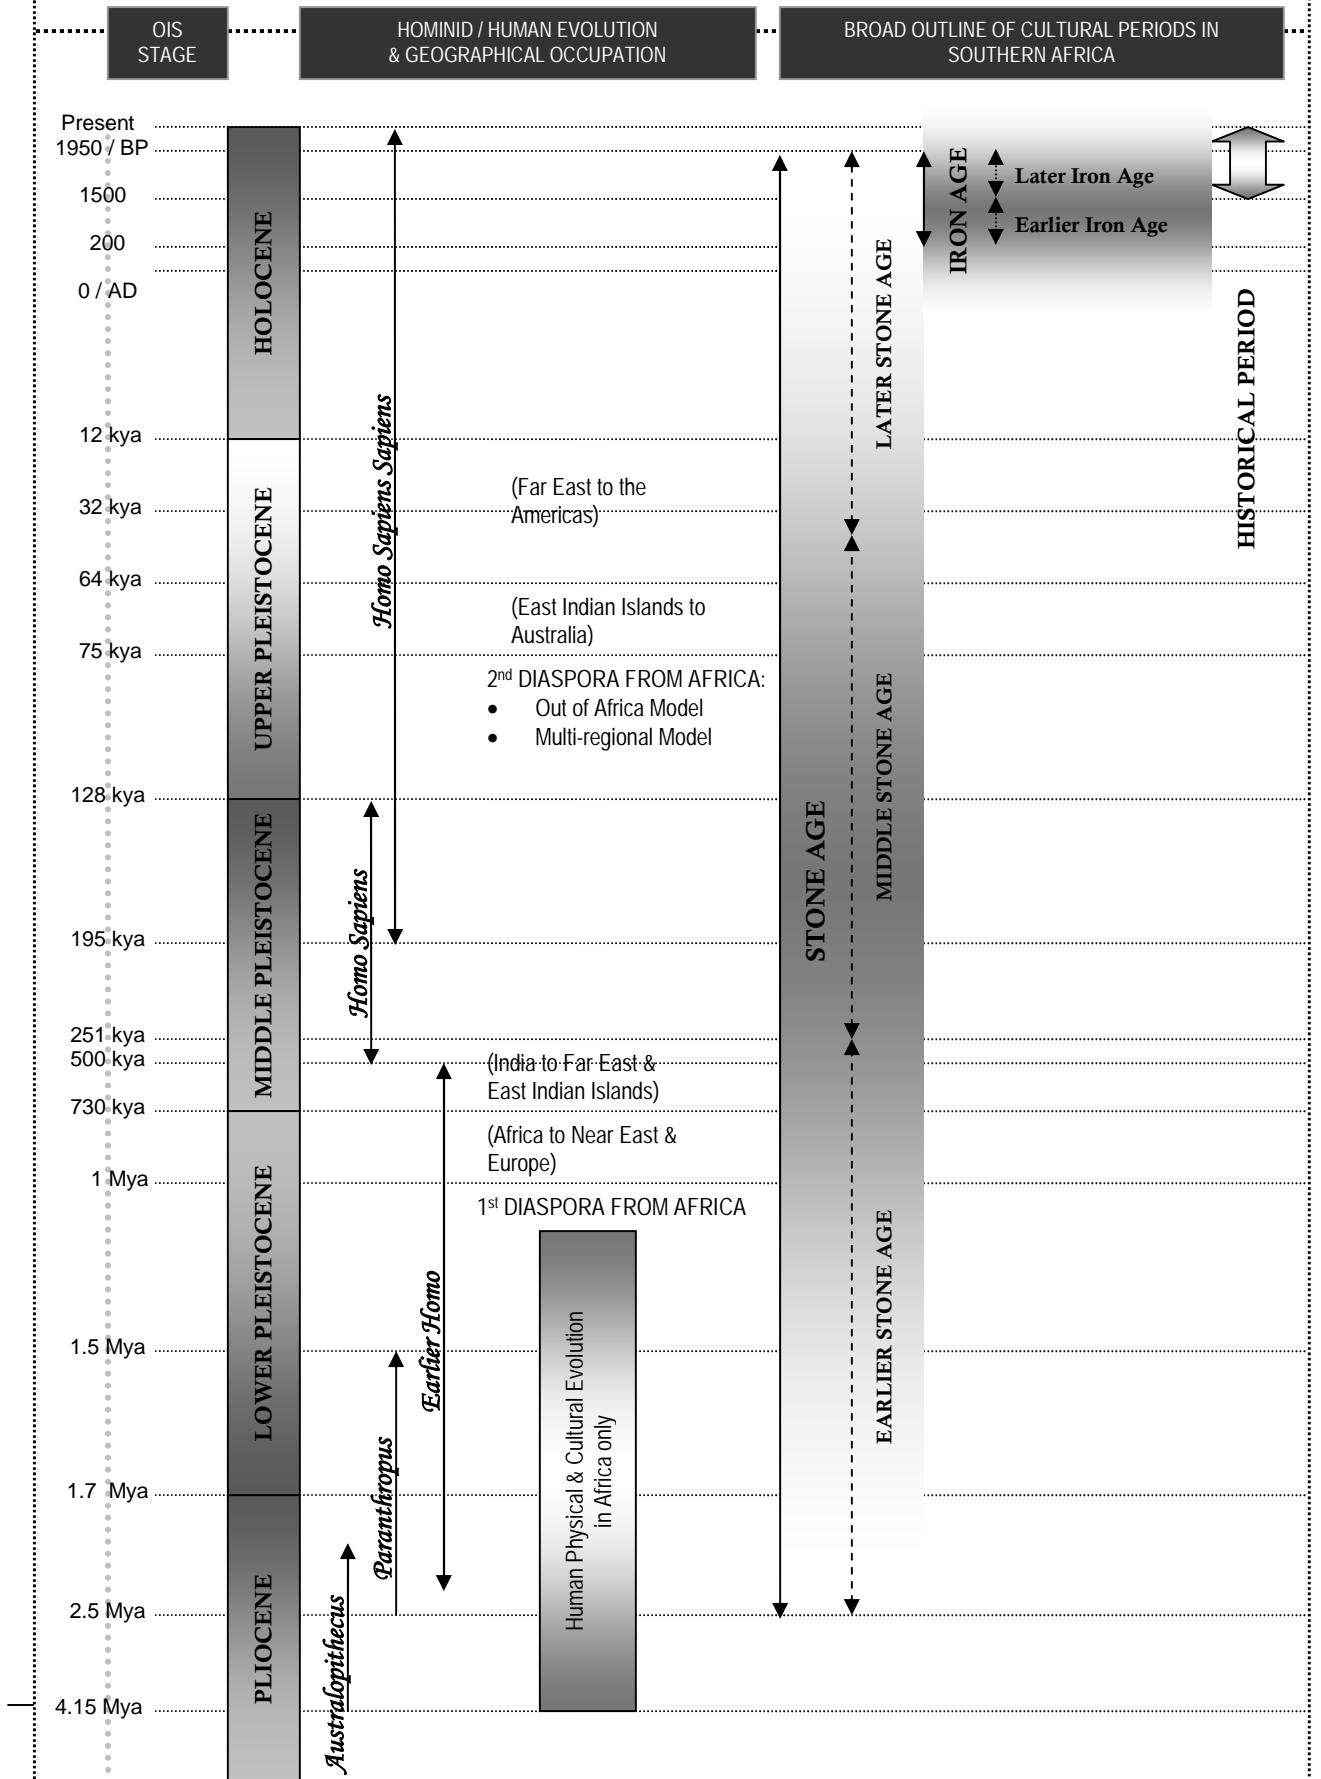 OIS
STAGE
HOMINID / HUMAN EVOLUTION
& GEOGRAPHICAL OCCUPATION
BROAD OUTLINE OF CULTURAL PERIODS IN
SOUTHERN AFRICA
Present
1950 / BP
1500
200
0 / AD
12 kya
32 kya
64 kya
75 kya
128 kya
195 kya
251 kya
500 kya
730 kya
1 Mya
1.5 Mya
1.7 Mya
2.5 Mya
4.15 Mya
HOLOCENE
UPPER PLEISTOCENE
MIDDLE PLEISTOCENE
LOWER PLEISTOCENE
PLIOCENE
Homo Sapiens Sapiens
Homo Sapiens
Earlier Homo
Paranthropus
Australopithecus
(Far East to the
Americas)
(East Indian Islands to
Australia)
2nd DIASPORA FROM AFRICA:
• Out of Africa Model
• Multi-regional Model
(India to Far East &
East Indian Islands)
(Africa to Near East &
Europe)
1st DIASPORA FROM AFRICA
Human Physical & Cultural Evolution
in Africa only
STONE AGE
LATER STONE AGE
MIDDLE STONE AGE
EARLIER STONE AGE
IRON AGE
Later Iron Age
Earlier Iron Age
HISTORICAL PERIOD